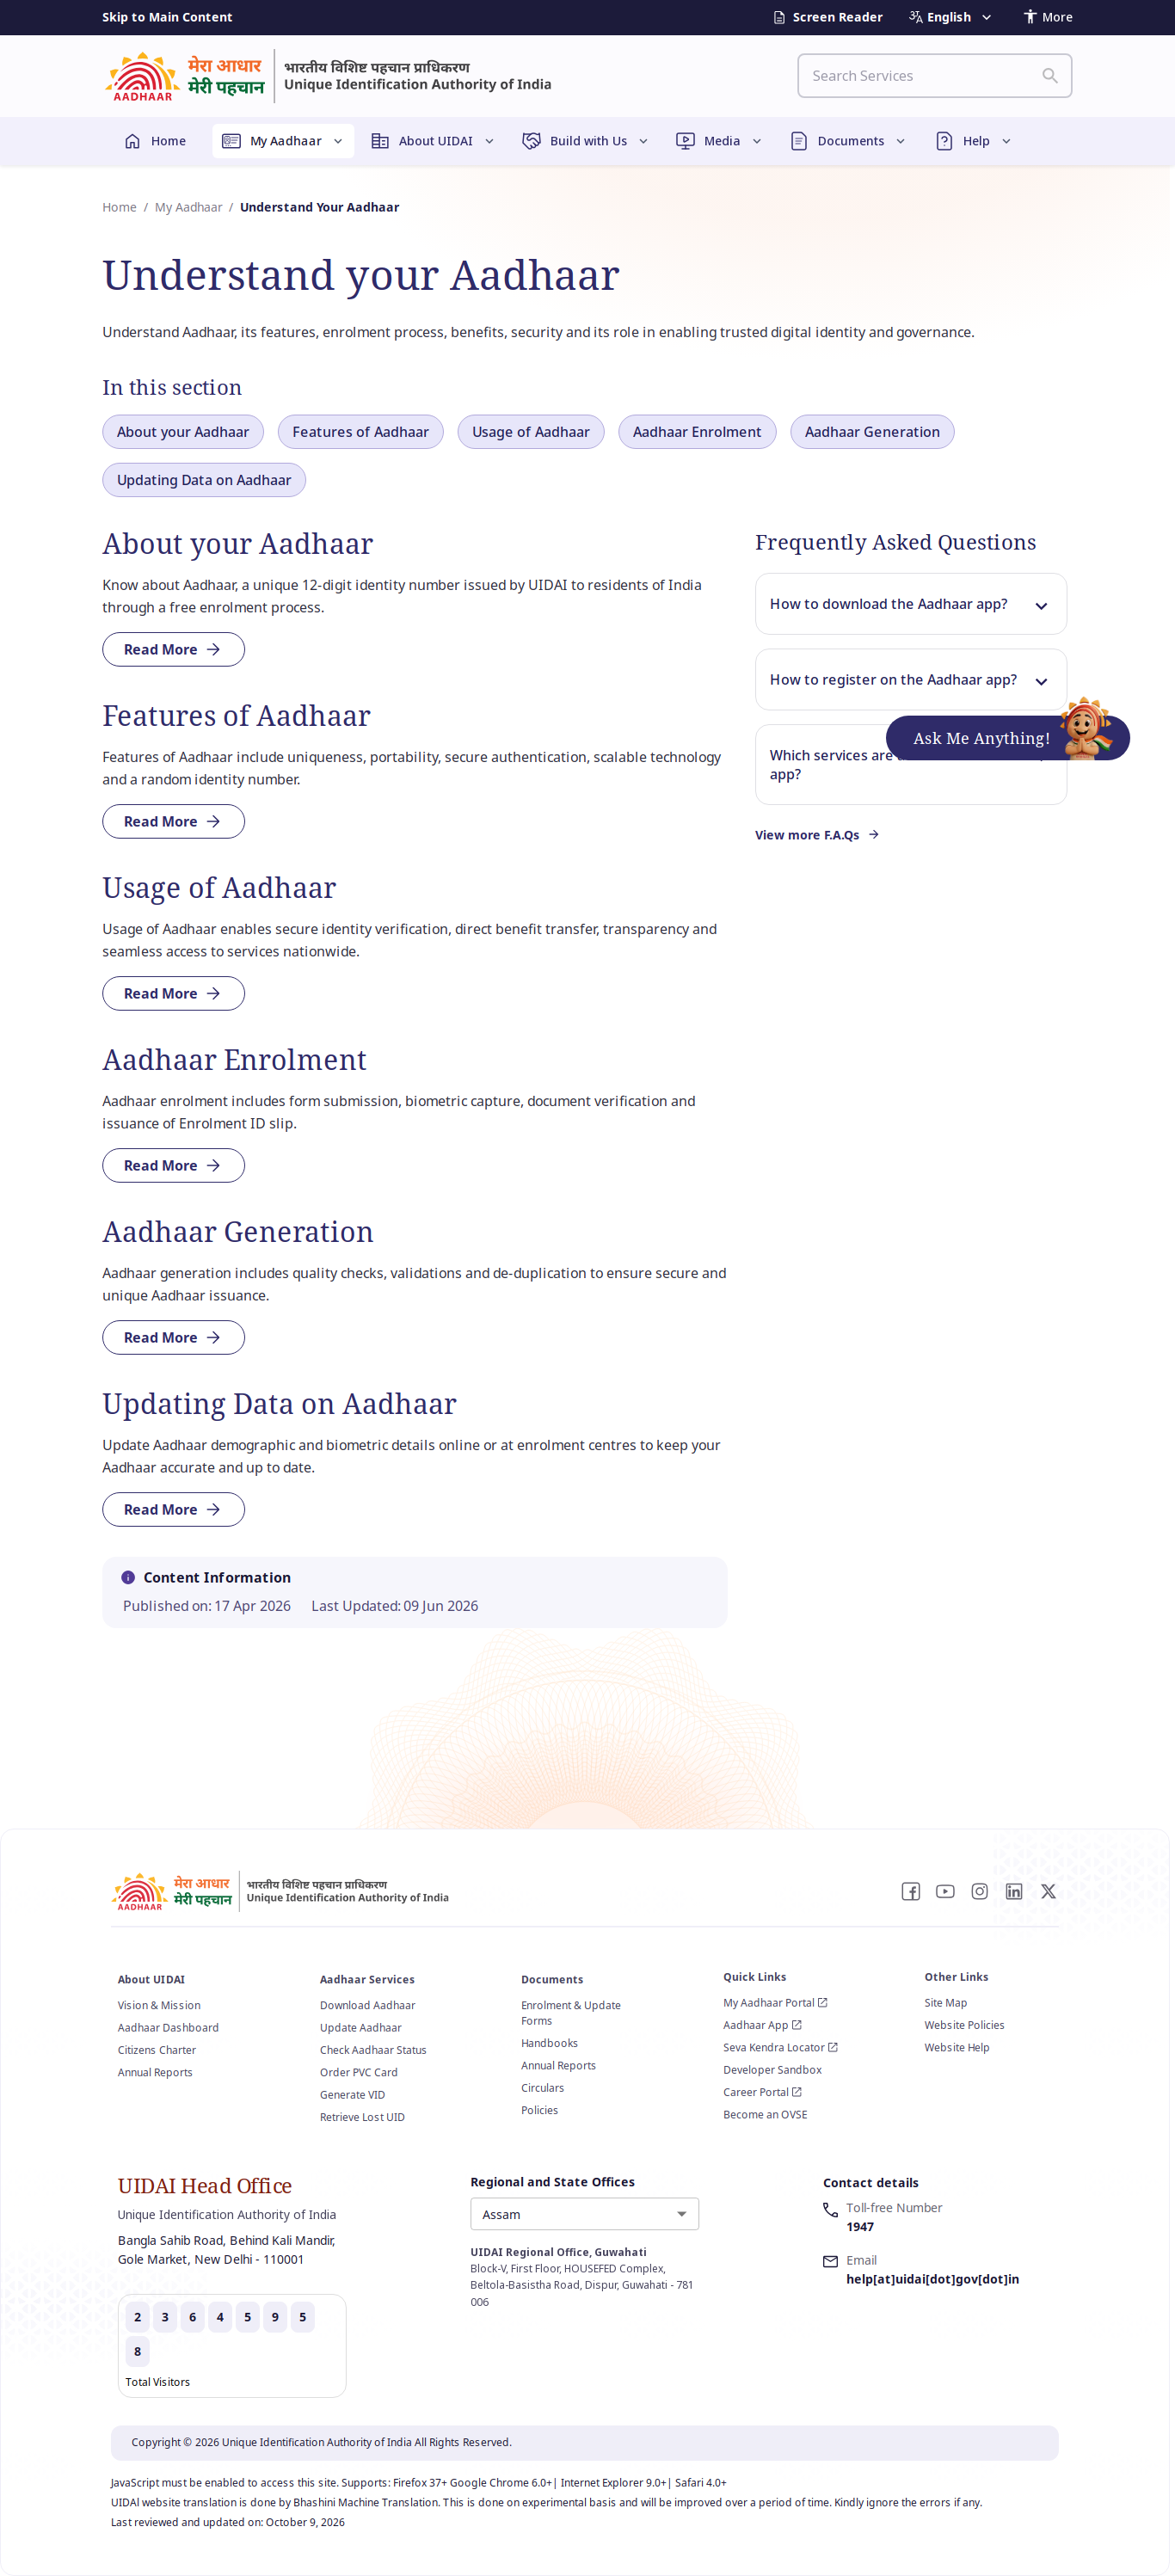 Skip to Main Content
Screen Reader
English
More
मेरा आधार
मेरी पहचान
AADHAAR
भारतीय विशिष्ट पहचान प्राधिकरण
Unique Identification Authority of India
Search Services
Home
My Aadhaar
About UIDAI
Build with Us
Media
Documents
Help
Home / My Aadhaar / Understand Your Aadhaar
Understand your Aadhaar
Understand Aadhaar, its features, enrolment process, benefits, security and its role in enabling trusted digital identity and governance.
In this section
About your Aadhaar
Features of Aadhaar
Usage of Aadhaar
Aadhaar Enrolment
Aadhaar Generation
Updating Data on Aadhaar
About your Aadhaar
Know about Aadhaar, a unique 12-digit identity number issued by UIDAI to residents of India
through a free enrolment process.
Read More
Features of Aadhaar
Features of Aadhaar include uniqueness, portability, secure authentication, scalable technology
and a random identity number.
Read More
Usage of Aadhaar
Usage of Aadhaar enables secure identity verification, direct benefit transfer, transparency and
seamless access to services nationwide.
Read More
Aadhaar Enrolment
Aadhaar enrolment includes form submission, biometric capture, document verification and
issuance of Enrolment ID slip.
Read More
Aadhaar Generation
Aadhaar generation includes quality checks, validations and de-duplication to ensure secure and
unique Aadhaar issuance.
Read More
Updating Data on Aadhaar
Update Aadhaar demographic and biometric details online or at enrolment centres to keep your
Aadhaar accurate and up to date.
Read More
Content Information
Published on: 17 Apr 2026 Last Updated: 09 Jun 2026
Frequently Asked Questions
How to download the Aadhaar app?
How to register on the Aadhaar app?
Which services are
app?
Ask Me Anything!
View more F.A.Qs
मेरा आधार
मेरी पहचान
AADHAAR
भारतीय विशिष्ट पहचान प्राधिकरण
Unique Identification Authority of India
About UIDAI
Vision & Mission
Aadhaar Dashboard
Citizens Charter
Annual Reports
Aadhaar Services
Download Aadhaar
Update Aadhaar
Check Aadhaar Status
Order PVC Card
Generate VID
Retrieve Lost UID
Documents
Enrolment & Update
Forms
Handbooks
Annual Reports
Circulars
Policies
Quick Links
My Aadhaar Portal
Aadhaar App
Seva Kendra Locator
Developer Sandbox
Career Portal
Become an OVSE
Other Links
Site Map
Website Policies
Website Help
UIDAI Head Office
Unique Identification Authority of India
Bangla Sahib Road, Behind Kali Mandir,
Gole Market, New Delhi - 110001
2 3 6 4 5 9 5
8
Total Visitors
Regional and State Offices
Assam
UIDAI Regional Office, Guwahati
Block-V, First Floor, HOUSEFED Complex,
Beltola-Basistha Road, Dispur, Guwahati - 781
006
Contact details
Toll-free Number
1947
Email
help[at]uidai[dot]gov[dot]in
Copyright © 2026 Unique Identification Authority of India All Rights Reserved.
JavaScript must be enabled to access this site. Supports: Firefox 37+ Google Chrome 6.0+| Internet Explorer 9.0+| Safari 4.0+
UIDAI website translation is done by Bhashini Machine Translation. This is done on experimental basis and will be improved over a period of time. Kindly ignore the errors if any.
Last reviewed and updated on: October 9, 2026